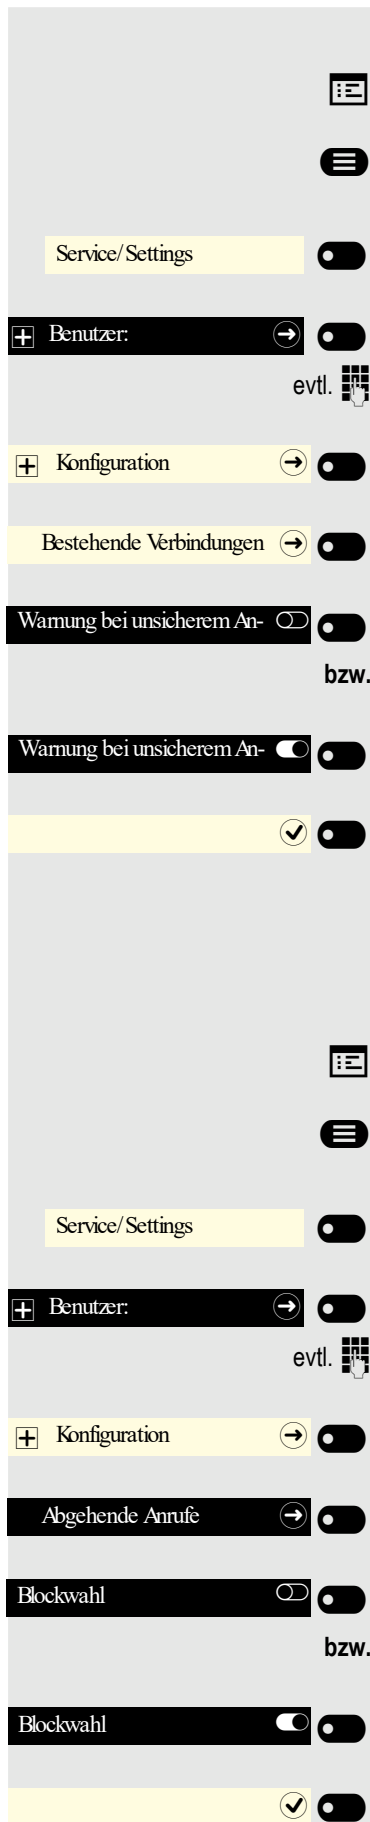 Service/Settings
Benutzer:
evtl.
Konfiguration
Bestehende Verbindungen
Warnung bei unsicherem An-
bzw.
Warnung bei unsicherem An-
Service/Settings
Benutzer:
evtl.
Konfiguration
Abgehende Anrufe
Blockwahl
bzw.
Blockwahl